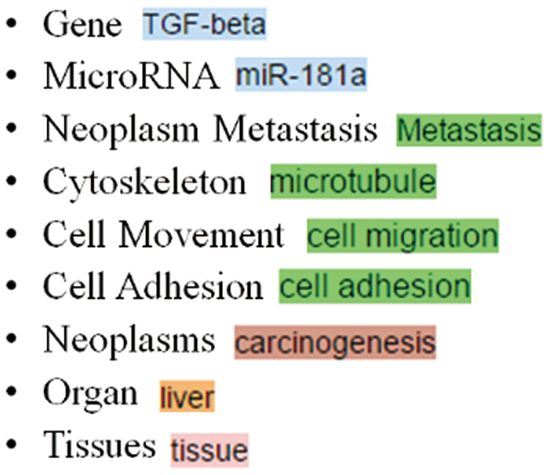 • Gene TGF-beta
• MicroRNA miR-181a
• Neoplasm Metastasis Metastasis
• Cytoskeleton microtubule
• Cell Movement cell migration
• Cell Adhesion cell adhesion
• Neoplasms carcinogenesis
• Organ liver
• Tissues tissue